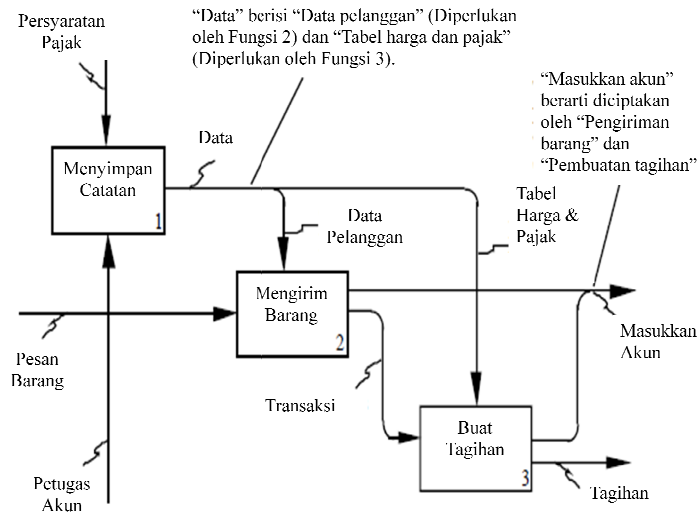 Persyaratan
Pajak
“Data” berisi “Data pelanggan” (Diperlukan
oleh Fungsi 2) dan “Tabel harga dan pajak”
(Diperlukan oleh Fungsi 3).
“Masukkan akun”
berarti diciptakan
oleh “Pengiriman
barang” dan
“Pembuatan tagihan”
Data
Menyimpan
Catatan
1
Data
Pelanggan
Tabel
Harga &
Pajak
Mengirim
Barang
2
Pesan
Barang
Masukkan
Akun
Transaksi
Buat
Tagihan
3
Petugas
Akun
Tagihan